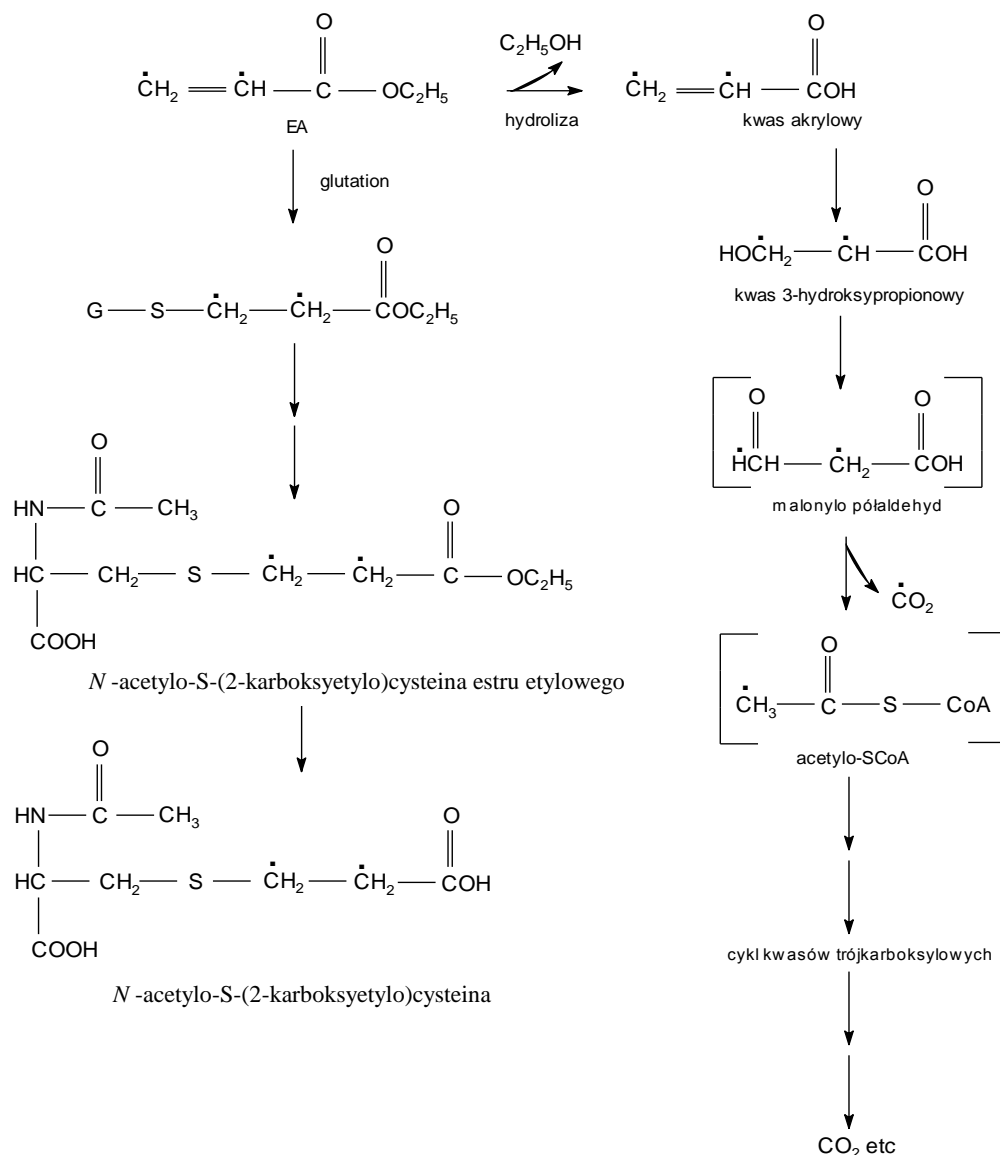 O
C2H5OH
O
ĊH2 ĊH C OC2H5
ĊH2 ĊH COH
EA
hydroliza
kwas akrylowy
glutation
O
HOĊH2 ĊH COH
kwas 3-hydroksypropionowy
O
G S ĊH2 ĊH2 COC2H5
O O
ḢCH ĊH2 COH
malonylo półaldehyd
O
HN C CH3
O
HC CH2 S ĊH2 ĊH2 C OC2H5
COOH
ĊO2
N -acetylo-S-(2-karboksyetylo)cysteina estru etylowego
O
ĊH3 C S CoA
acetylo-SCoA
O
HN C CH3
O
HC CH2 S ĊH2 ĊH2 COH
COOH
N -acetylo-S-(2-karboksyetylo)cysteina
cykl kwasów trójkarboksylowych
CO2 etc